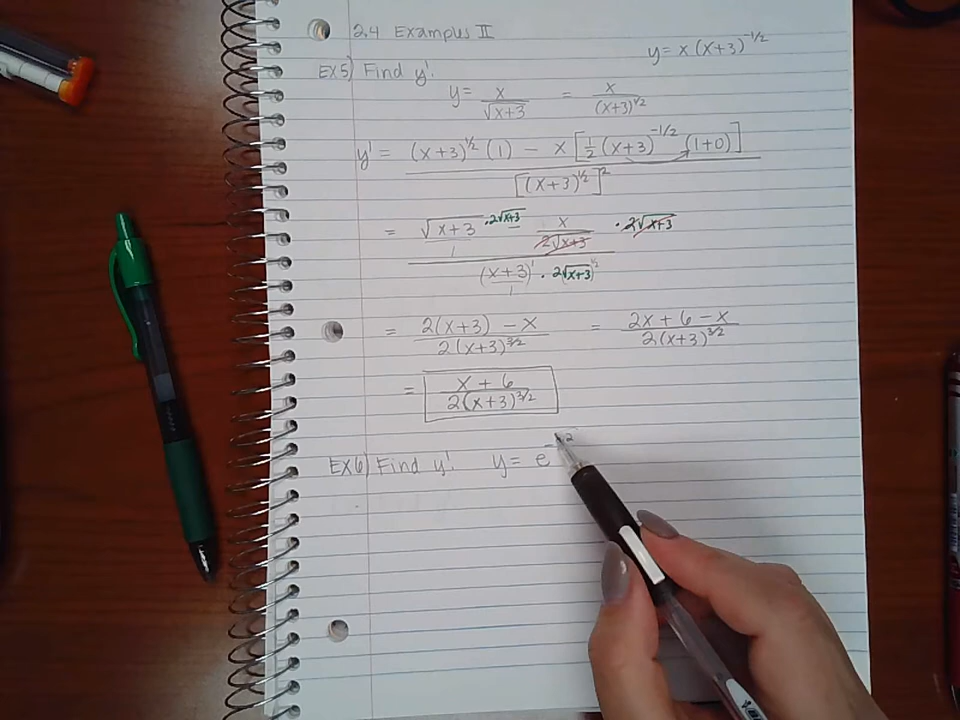 2.4 Examples II
y = x (x+3)^{-1/2}
EX5) Find y'.
y = x/√(x+3) = x/(x+3)^{1/2}
y' = ((x+3)^{1/2} (1) - x [1/2 (x+3)^{-1/2} (1+0)])/[(x+3)^{1/2}]^2
= (√(x+3)/1 · 2√(x+3) x/(2√(x+3)) · 2√(x+3))/((x+3)^1/1 · 2√(x+3)^{1/2})
= (2(x+3) - x)/(2(x+3)^{3/2}) = (2x + 6 - x)/(2(x+3)^{3/2})
= (x + 6)/(2(x+3)^{3/2})
EX6) Find y'. y = e